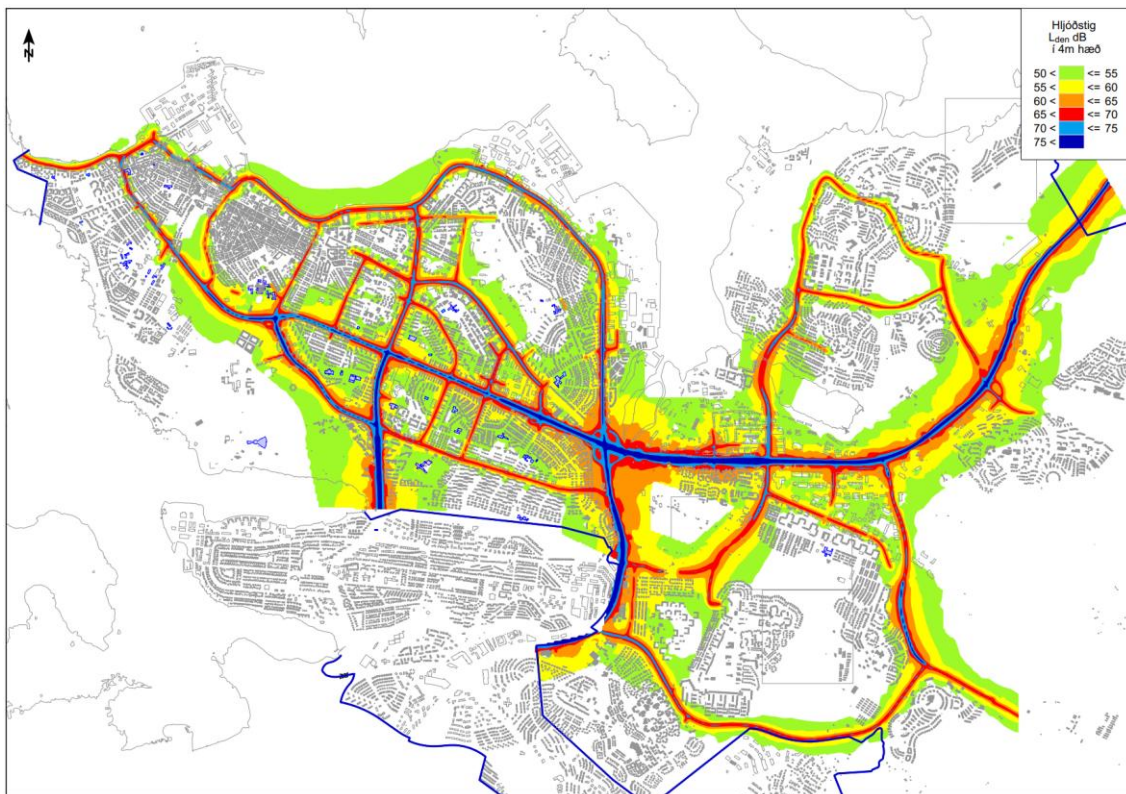 N
Hljóðstig
Lden dB
í 4m hæð
50 < <= 55
55 < <= 60
60 < <= 65
65 < <= 70
70 < <= 75
75 <